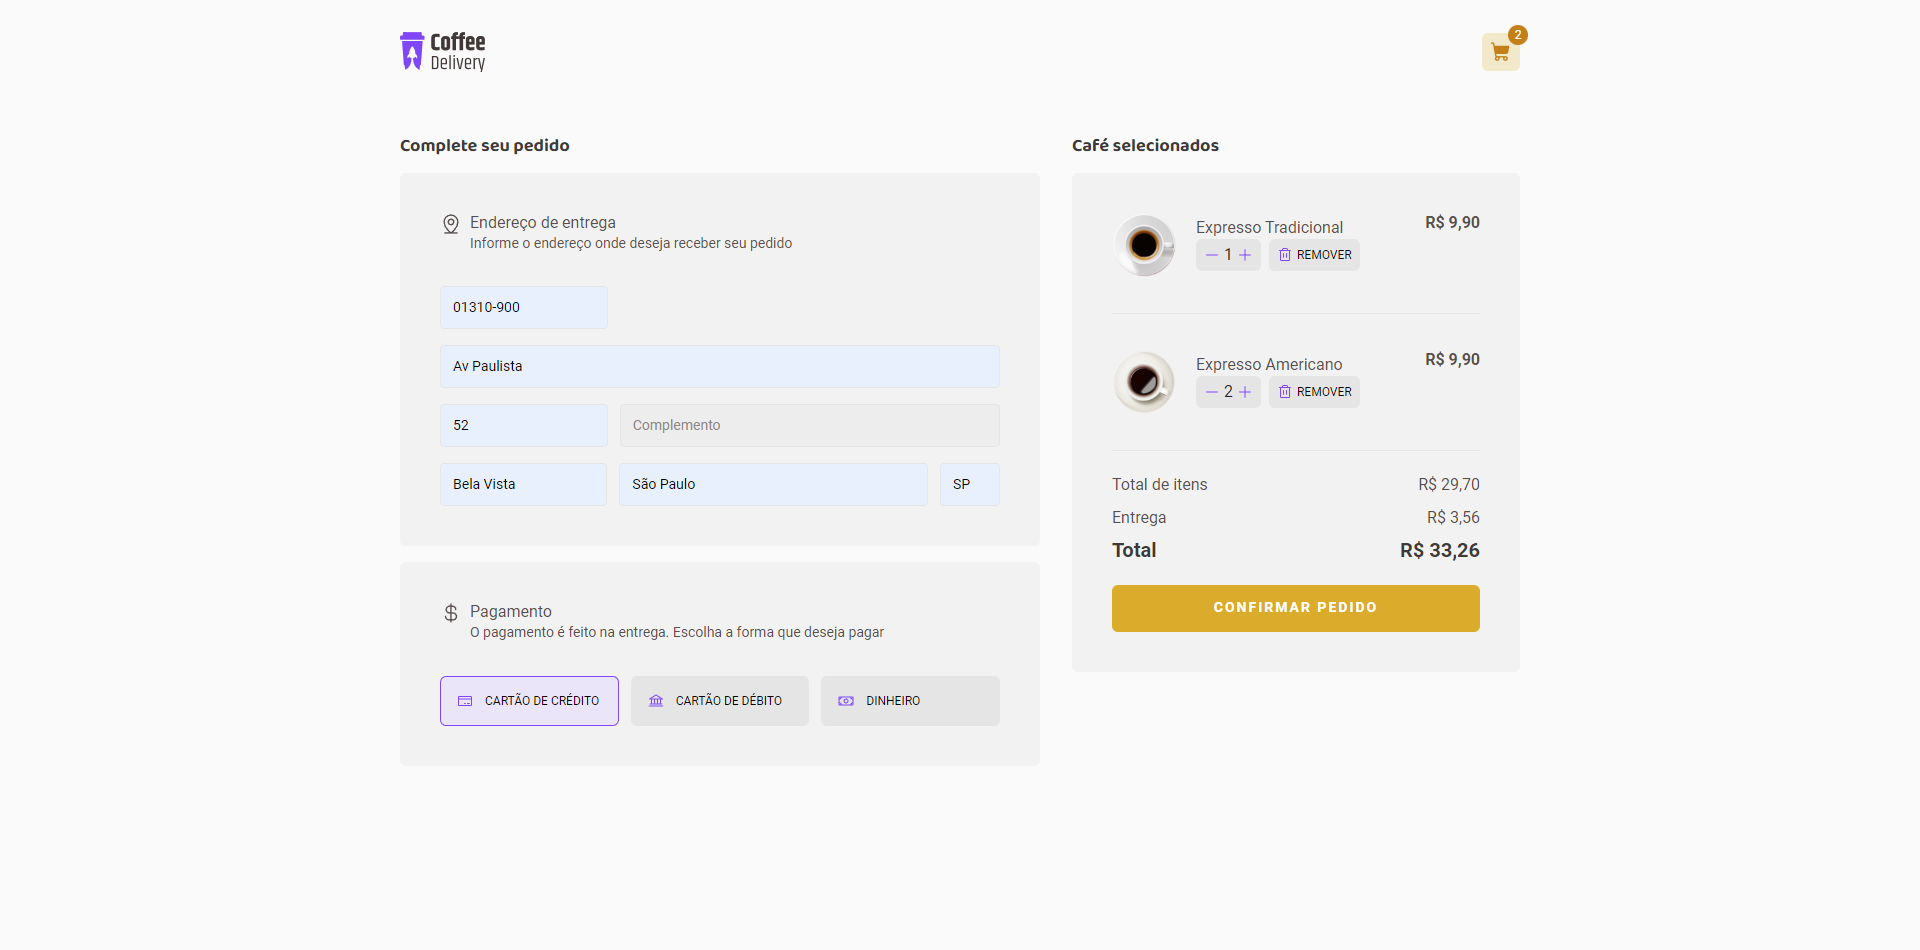 Coffee
Delivery
2
Complete seu pedido
Endereço de entrega
Informe o endereço onde deseja receber seu pedido
01310-900
Av Paulista
52
Complemento
Bela Vista
São Paulo
SP
Pagamento
O pagamento é feito na entrega. Escolha a forma que deseja pagar
CARTÃO DE CRÉDITO
CARTÃO DE DÉBITO
DINHEIRO
Café selecionados
Expresso Tradicional
R$ 9,90
1
REMOVER
Expresso Americano
R$ 9,90
2
REMOVER
Total de itens
R$ 29,70
Entrega
R$ 3,56
Total
R$ 33,26
CONFIRMAR PEDIDO